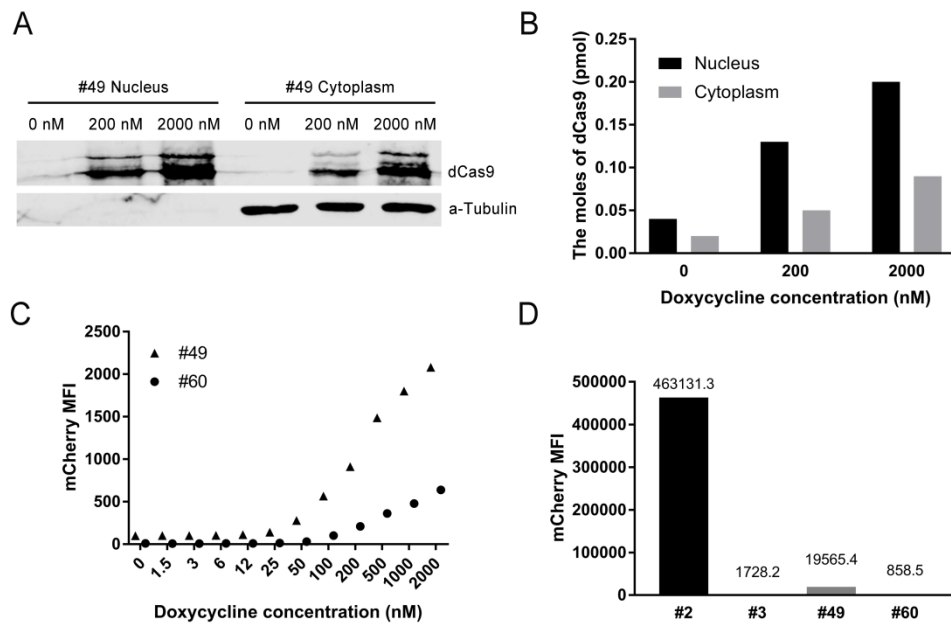 A
#49 Nucleus #49 Cytoplasm
0 nM 200 nM 2000 nM 0 nM 200 nM 2000 nM
dCas9
a-Tubulin
B
The moles of dCas9 (pmol)
0.25
0.20
0.15
0.10
0.05
0.00
Nucleus
Cytoplasm
0 200 2000
Doxycycline concentration (nM)
C
mCherry MFI
2500
2000
1500
1000
500
0
#49
#60
0 1.5 3 6 12 25 50 100 200 500 1000 2000
Doxycycline concentration (nM)
D
mCherry MFI
500000
400000
300000
200000
100000
0
463131.3
1728.2
19565.4
858.5
#2 #3 #49 #60